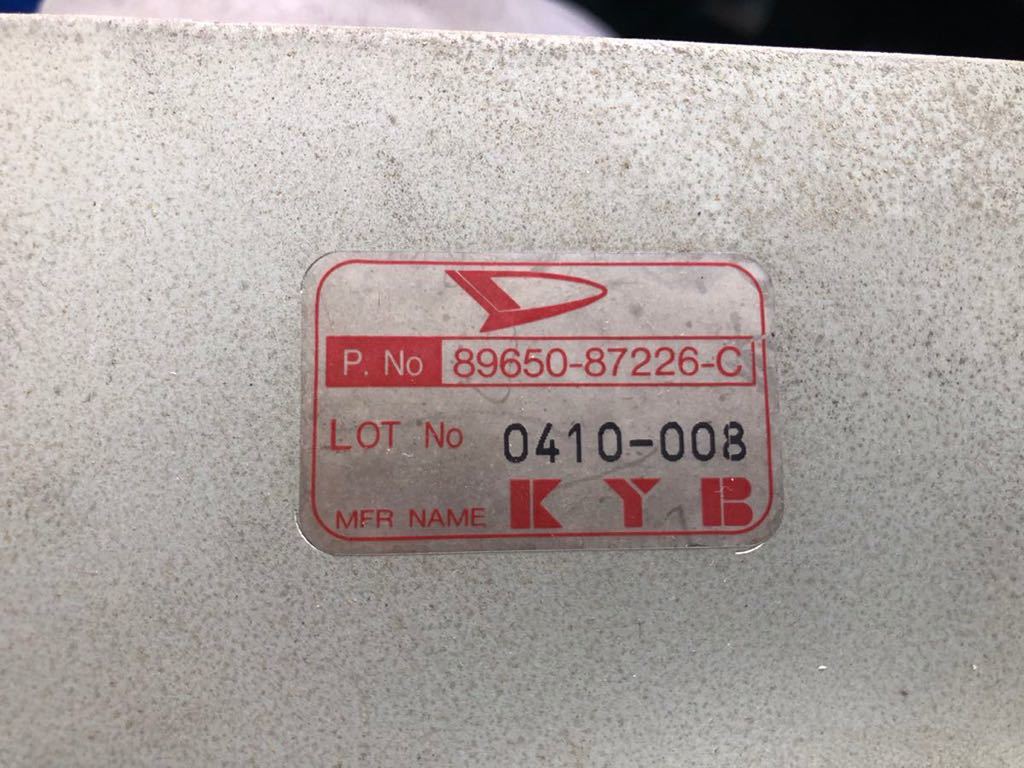 P. No 89650-87226-C
LOT No 0410-008
MFR NAME KYB